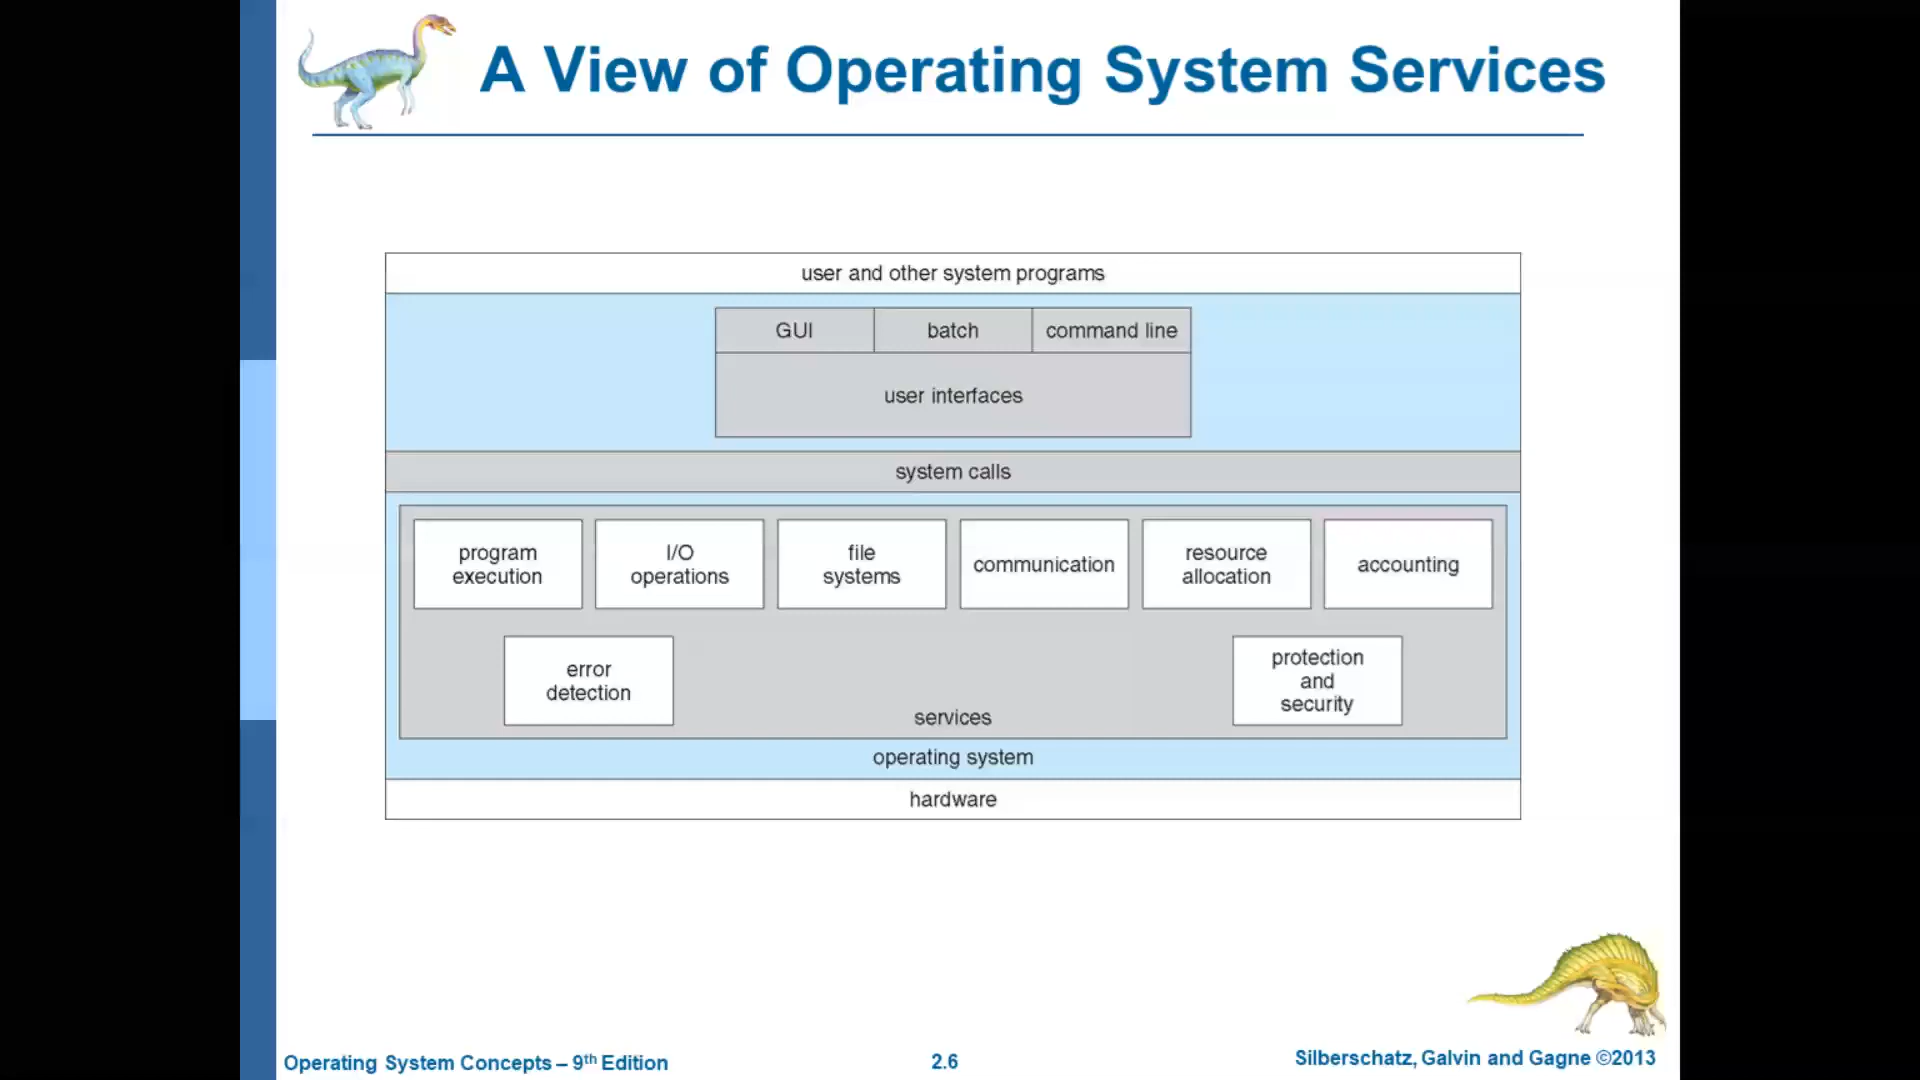 A View of Operating System Services
user and other system programs
GUI
batch
command line
user interfaces
system calls
program
execution
I/O
operations
file
systems
communication
resource
allocation
accounting
error
detection
protection
and
security
services
operating system
hardware
Operating System Concepts – 9th Edition
2.6
Silberschatz, Galvin and Gagne ©2013